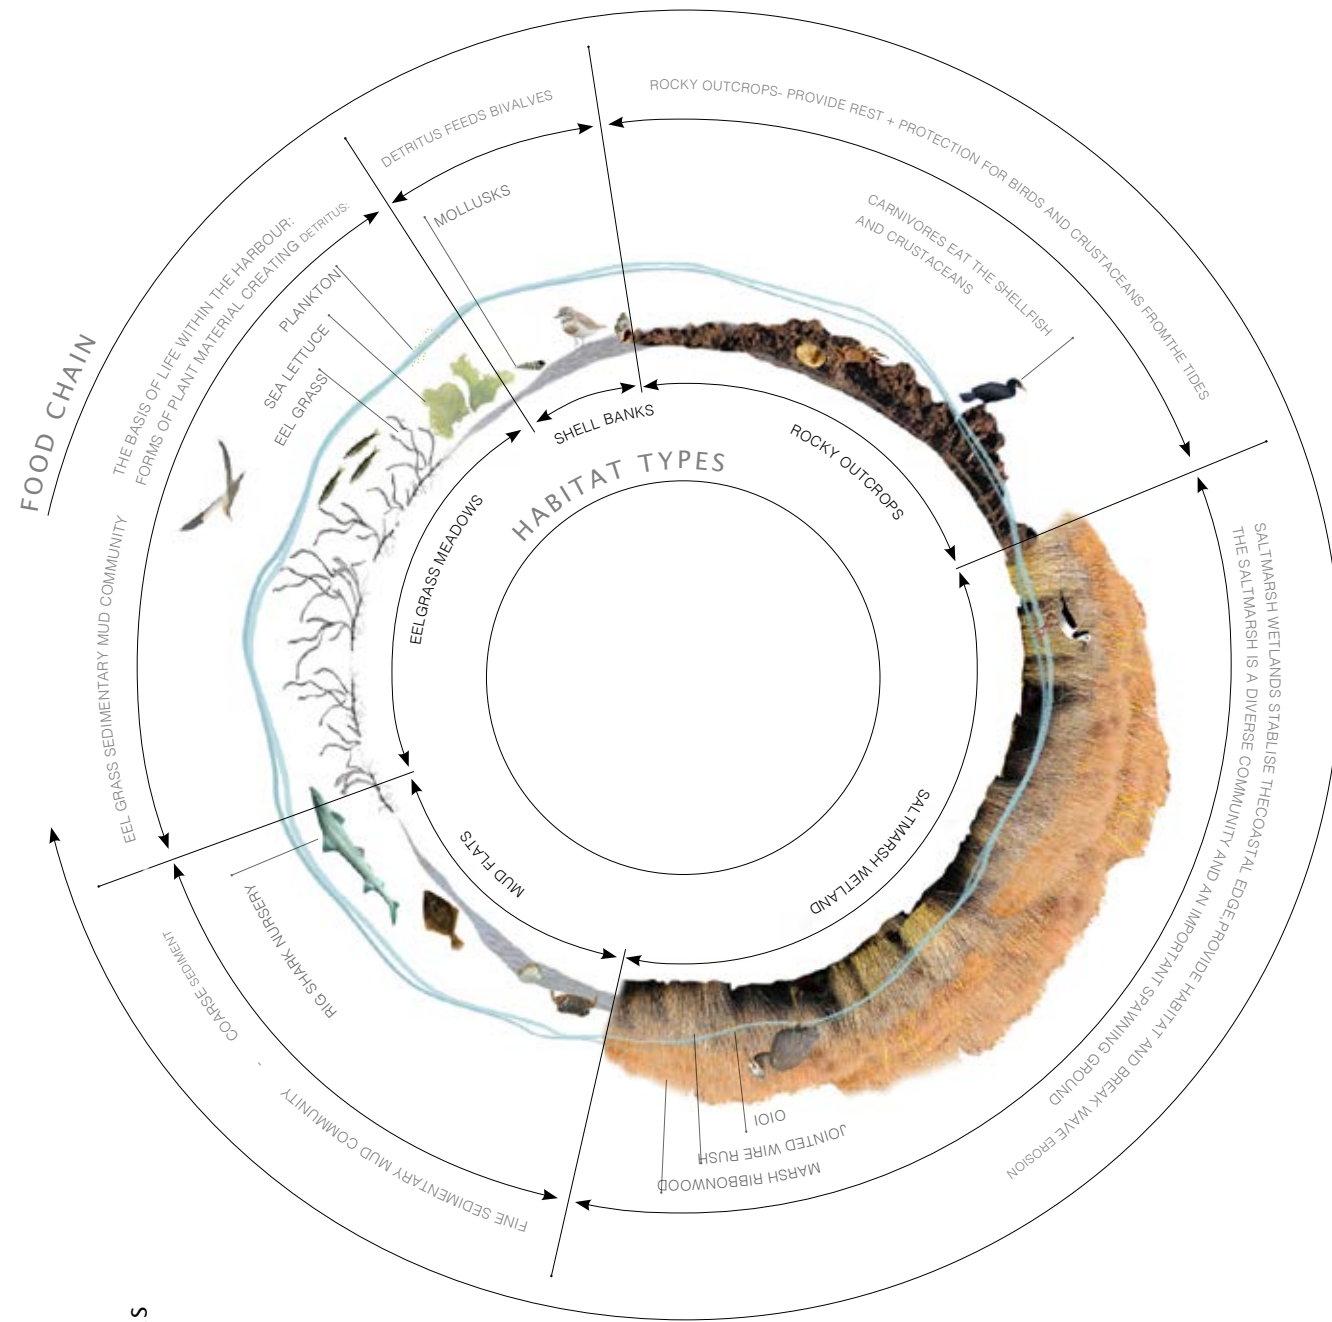 FOOD CHAIN
HABITAT TYPES
DETRITUS FEEDS BIVALVES
MOLLUSKS
SHELL BANKS
ROCKY OUTCROPS- PROVIDE REST + PROTECTION FOR BIRDS AND CRUSTACEANS FROMTHE TIDES
CARNIVORES EAT THE SHELLFISH
AND CRUSTACEANS
ROCKY OUTCROPS
SALTMARSH WETLANDS STABLISE THECOASTAL EDGE,PROVIDE HABITAT AND BREAK WAVE EROSION
THE SALTMARSH IS A DIVERSE COMMUNITY AND AN IMPORTANT SPAWNING GROUND
SALTMARSH WETLAND
OIOI
JOINTED WIRE RUSH
MARSH RIBBONWOOD
FINE SEDIMENTARY MUD COMMUNITY - COARSE SEDIMENT
RIG SHARK NURSERY
MUD FLATS
EEL GRASS SEDIMENTARY MUD COMMUNITY - THE BASIS OF LIFE WITHIN THE HARBOUR:
FORMS OF PLANT MATERIAL CREATING DETRITUS:
PLANKTON
SEA LETTUCE
EEL GRASS
EELGRASS MEADOWS
s